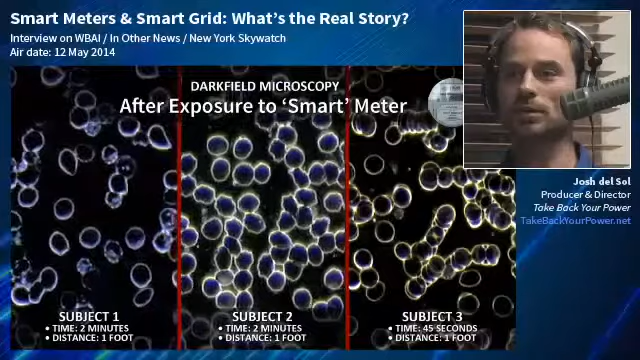 Smart Meters & Smart Grid: What's the Real Story?
Interview on WBAI / In Other News / New York Skywatch
Air date: 12 May 2014
DARKFIELD MICROSCOPY
After Exposure to ‘Smart’ Meter
Josh del Sol
Producer & Director
Take Back Your Power
TakeBackYourPower.net
SUBJECT 1
• TIME: 2 MINUTES
• DISTANCE: 1 FOOT
SUBJECT 2
• TIME: 2 MINUTES
• DISTANCE: 1 FOOT
SUBJECT 3
• TIME: 45 SECONDS
• DISTANCE: 1 FOOT